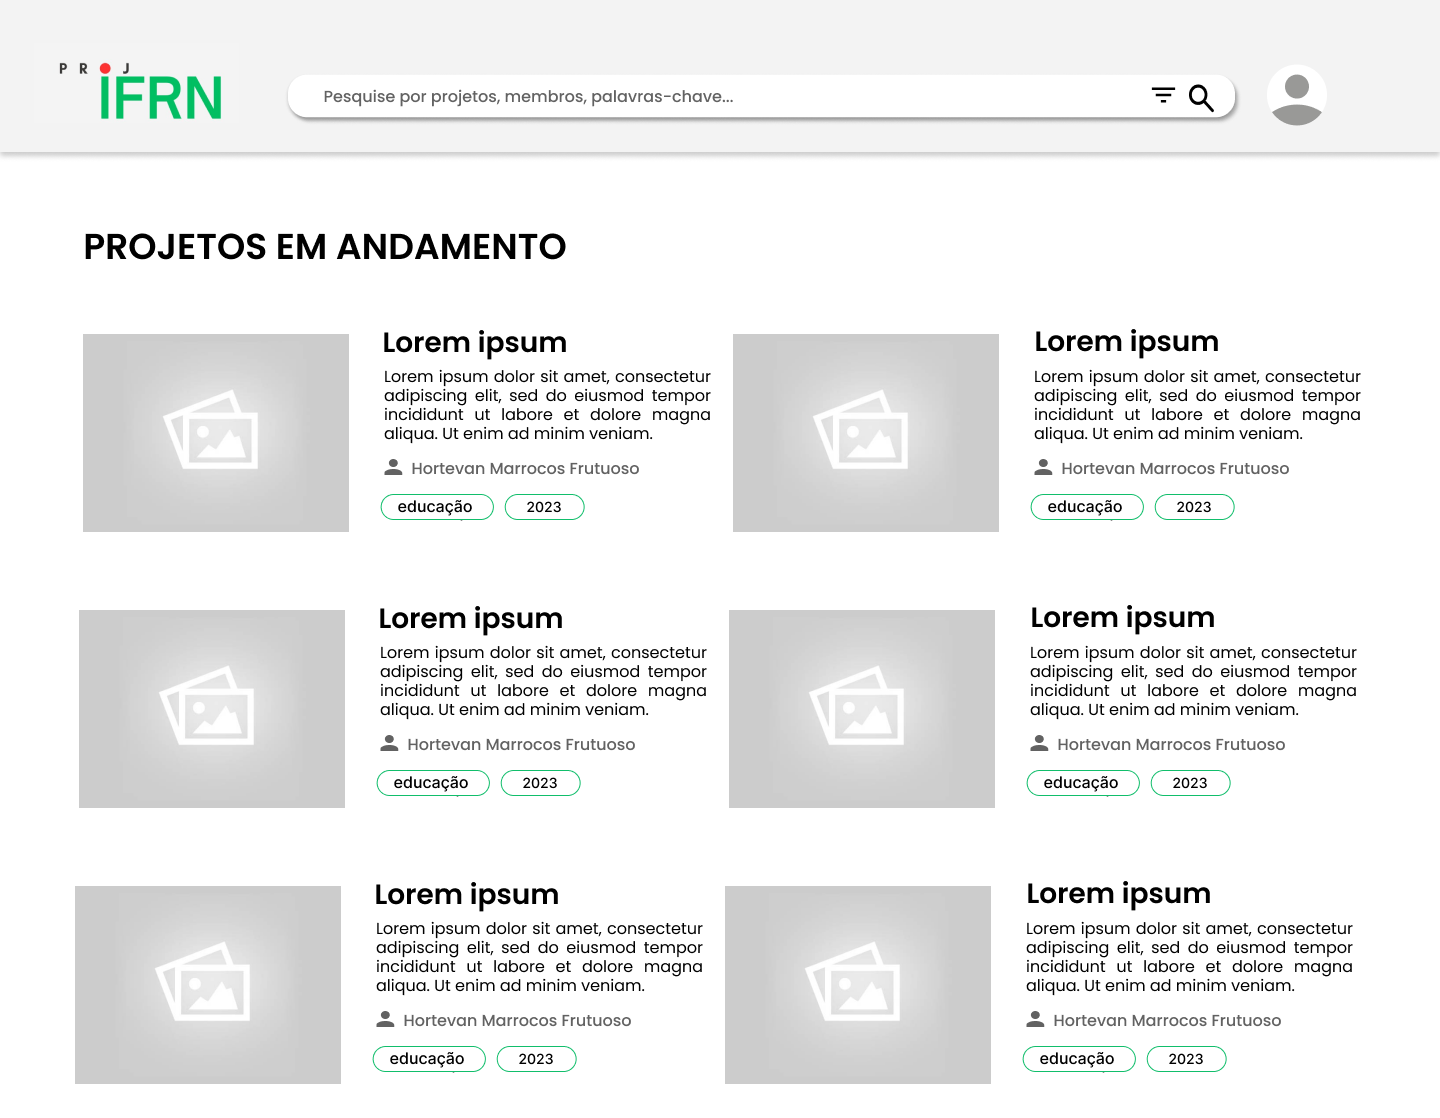 PROJ
IFRN
Pesquise por projetos, membros, palavras-chave...
PROJETOS EM ANDAMENTO
Lorem ipsum
Lorem ipsum dolor sit amet, consectetur
adipiscing elit, sed do eiusmod tempor
incididunt ut labore et dolore magna
aliqua. Ut enim ad minim veniam.
Hortevan Marrocos Frutuoso
educação
2023
Lorem ipsum
Lorem ipsum dolor sit amet, consectetur
adipiscing elit, sed do eiusmod tempor
incididunt ut labore et dolore magna
aliqua. Ut enim ad minim veniam.
Hortevan Marrocos Frutuoso
educação
2023
Lorem ipsum
Lorem ipsum dolor sit amet, consectetur
adipiscing elit, sed do eiusmod tempor
incididunt ut labore et dolore magna
aliqua. Ut enim ad minim veniam.
Hortevan Marrocos Frutuoso
educação
2023
Lorem ipsum
Lorem ipsum dolor sit amet, consectetur
adipiscing elit, sed do eiusmod tempor
incididunt ut labore et dolore magna
aliqua. Ut enim ad minim veniam.
Hortevan Marrocos Frutuoso
educação
2023
Lorem ipsum
Lorem ipsum dolor sit amet, consectetur
adipiscing elit, sed do eiusmod tempor
incididunt ut labore et dolore magna
aliqua. Ut enim ad minim veniam.
Hortevan Marrocos Frutuoso
educação
2023
Lorem ipsum
Lorem ipsum dolor sit amet, consectetur
adipiscing elit, sed do eiusmod tempor
incididunt ut labore et dolore magna
aliqua. Ut enim ad minim veniam.
Hortevan Marrocos Frutuoso
educação
2023